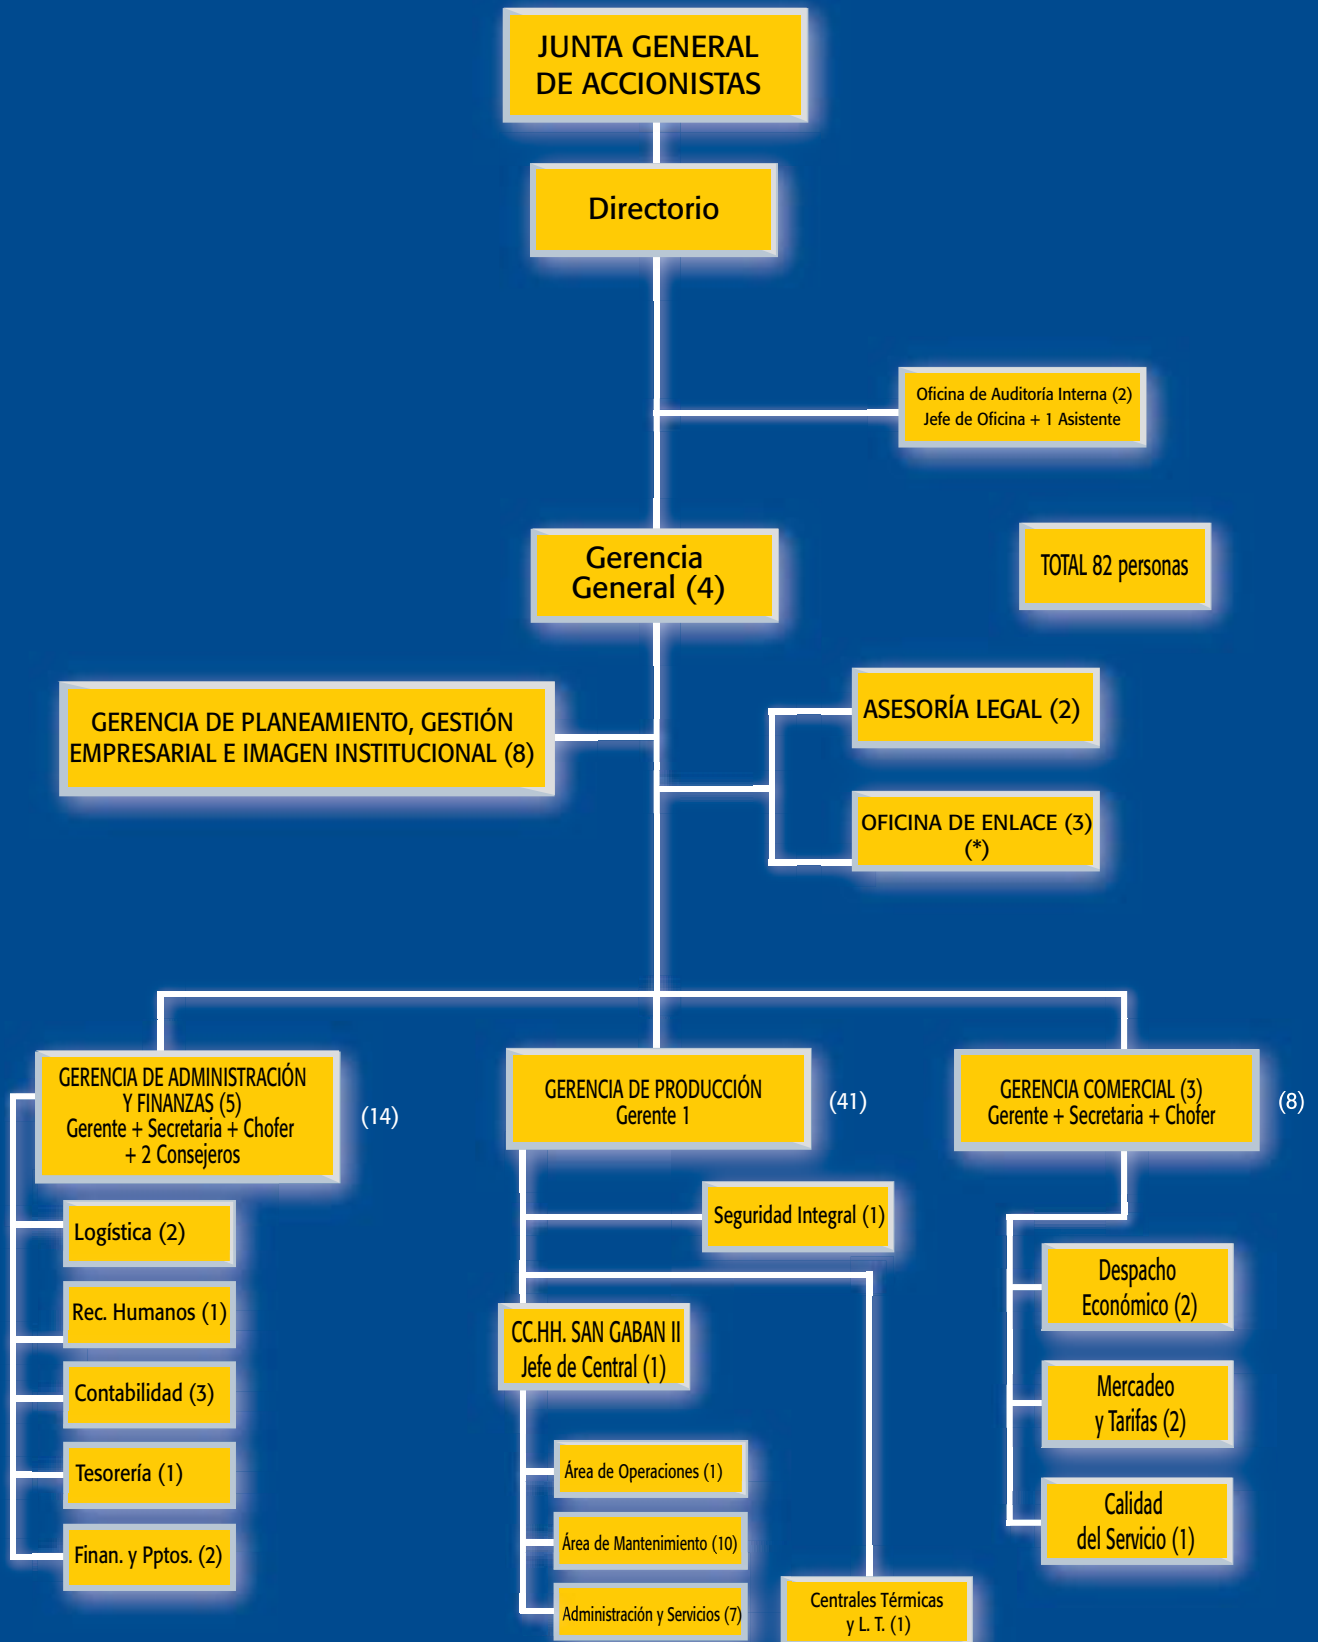 JUNTA GENERAL
DE ACCIONISTAS
Directorio
Oficina de Auditoría Interna (2)
Jefe de Oficina + 1 Asistente
Gerencia
General (4)
TOTAL 82 personas
GERENCIA DE PLANEAMIENTO, GESTIÓN
EMPRESARIAL E IMAGEN INSTITUCIONAL (8)
ASESORÍA LEGAL (2)
OFICINA DE ENLACE (3)
(*)
GERENCIA DE ADMINISTRACIÓN
Y FINANZAS (5)
Gerente + Secretaria + Chofer
+ 2 Consejeros
(14)
Logística (2)
Rec. Humanos (1)
Contabilidad (3)
Tesorería (1)
Finan. y Pptos. (2)
GERENCIA DE PRODUCCIÓN
Gerente 1
(41)
Seguridad Integral (1)
CC.HH. SAN GABAN II
Jefe de Central (1)
Área de Operaciones (1)
Área de Mantenimiento (10)
Administración y Servicios (7)
Centrales Térmicas
y L. T. (1)
GERENCIA COMERCIAL (3)
Gerente + Secretaria + Chofer
(8)
Despacho
Económico (2)
Mercadeo
y Tarifas (2)
Calidad
del Servicio (1)